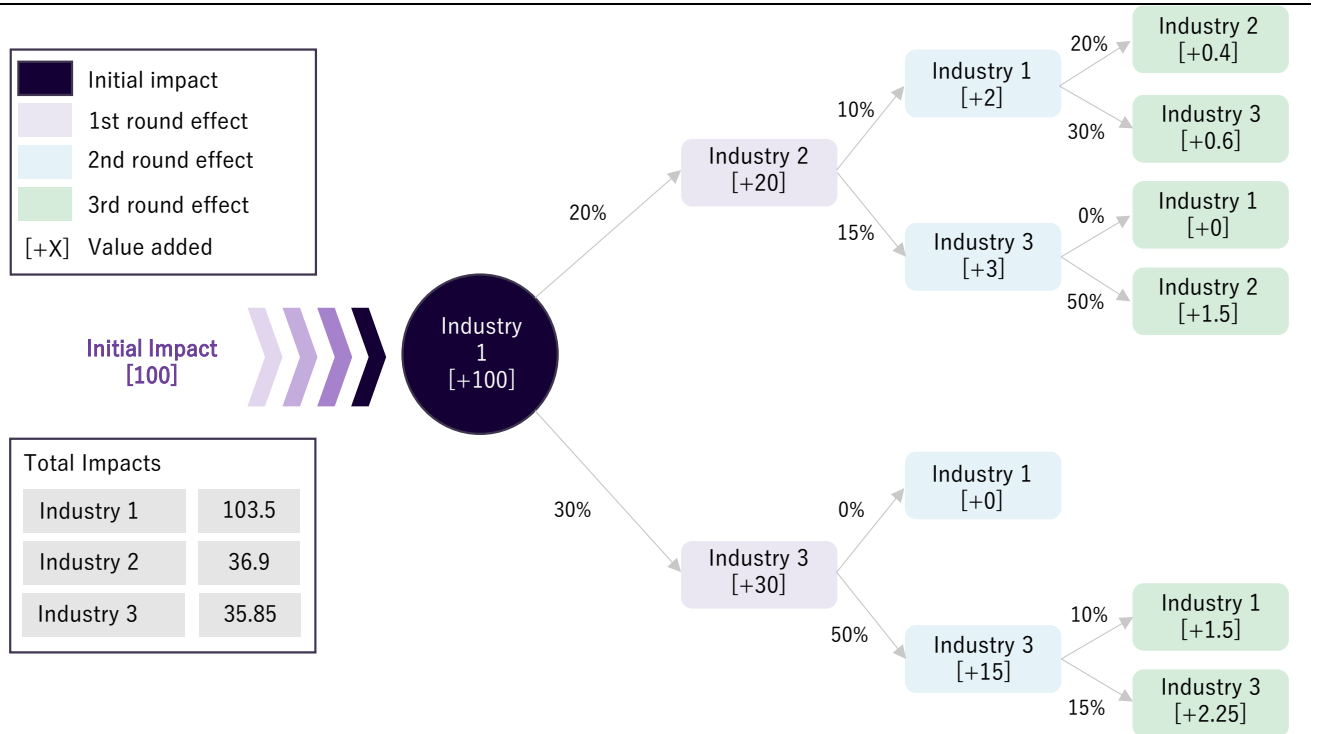 Initial impact
1st round effect
2nd round effect
3rd round effect
[+X] Value added
Initial Impact
[100]
Total Impacts
Industry 1 103.5
Industry 2 36.9
Industry 3 35.85
Industry
1
[+100]
20%
30%
Industry 2
[+20]
10%
15%
Industry 3
[+30]
0%
50%
Industry 1
[+2]
20%
30%
Industry 3
[+3]
0%
50%
Industry 1
[+0]
Industry 3
[+15]
10%
15%
Industry 2
[+0.4]
Industry 3
[+0.6]
Industry 1
[+0]
Industry 2
[+1.5]
Industry 1
[+1.5]
Industry 3
[+2.25]